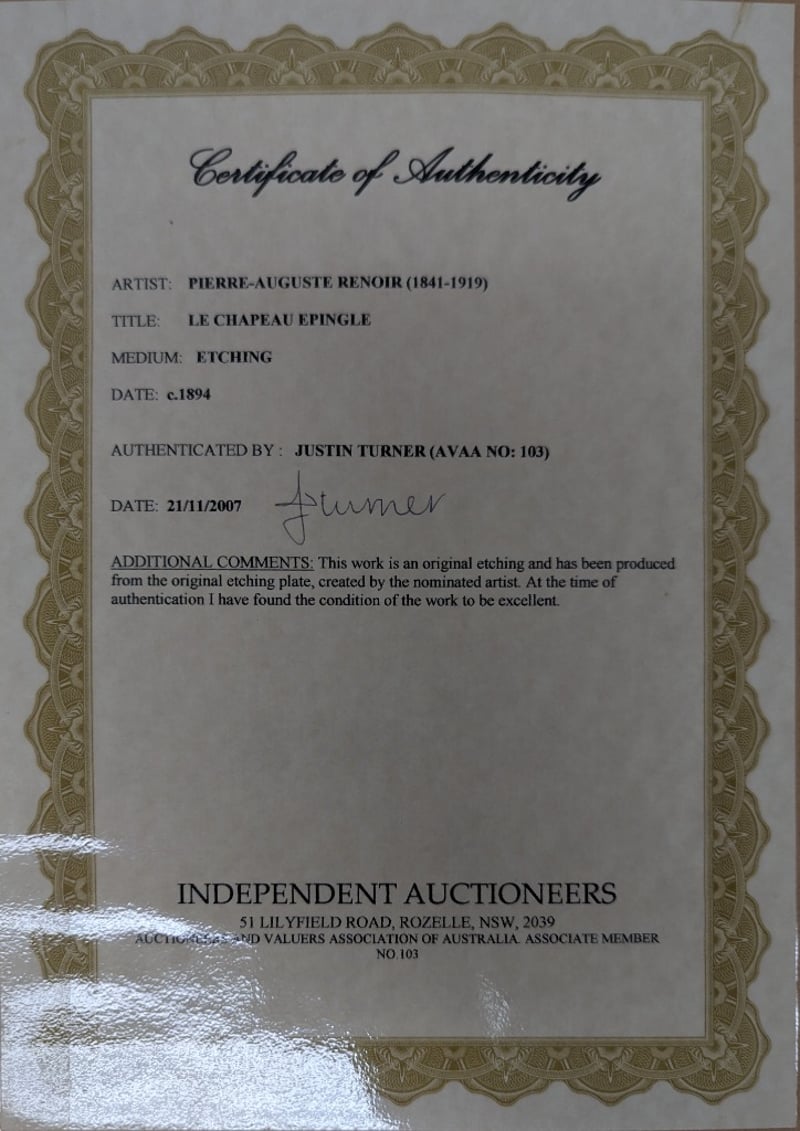 Certificate of Authenticity
ARTIST: PIERRE-AUGUSTE RENOIR (1841-1919)
TITLE: LE CHAPEAU EPINGLE
MEDIUM: ETCHING
DATE: c.1894
AUTHENTICATED BY : JUSTIN TURNER (AVAA NO: 103)
DATE: 21/11/2007 J Turner
ADDITIONAL COMMENTS: This work is an original etching and has been produced
from the original etching plate, created by the nominated artist. At the time of
authentication I have found the condition of the work to be excellent.
INDEPENDENT AUCTIONEERS
51 LILYFIELD ROAD, ROZELLE, NSW, 2039
AUCTIONEERS AND VALUERS ASSOCIATION OF AUSTRALIA. ASSOCIATE MEMBER
NO.103